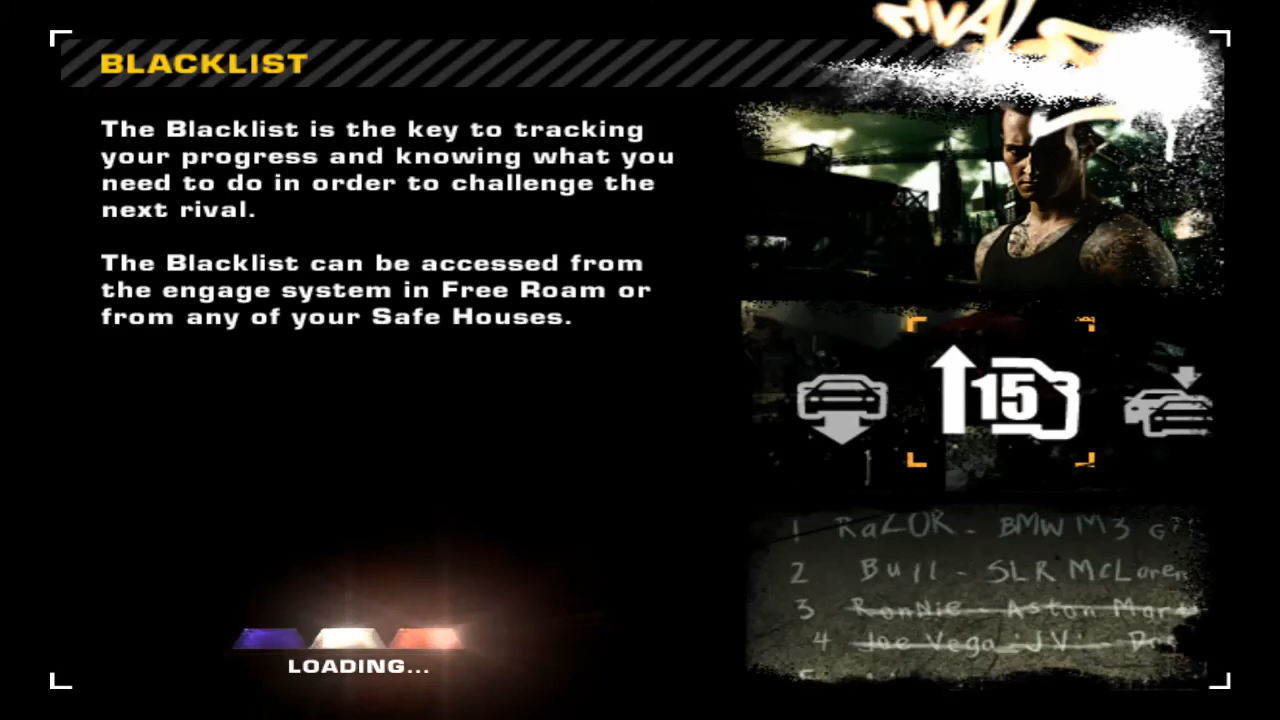 RIVALS
BLACKLIST
The Blacklist is the key to tracking
your progress and knowing what you
need to do in order to challenge the
next rival.
The Blacklist can be accessed from
the engage system in Free Roam or
from any of your Safe Houses.
15
1 RaZOR - BMW M3
2 Bull - SLR McLaren
3 RonNie - Aston
4 Joe Vega 'JV' -
LOADING...